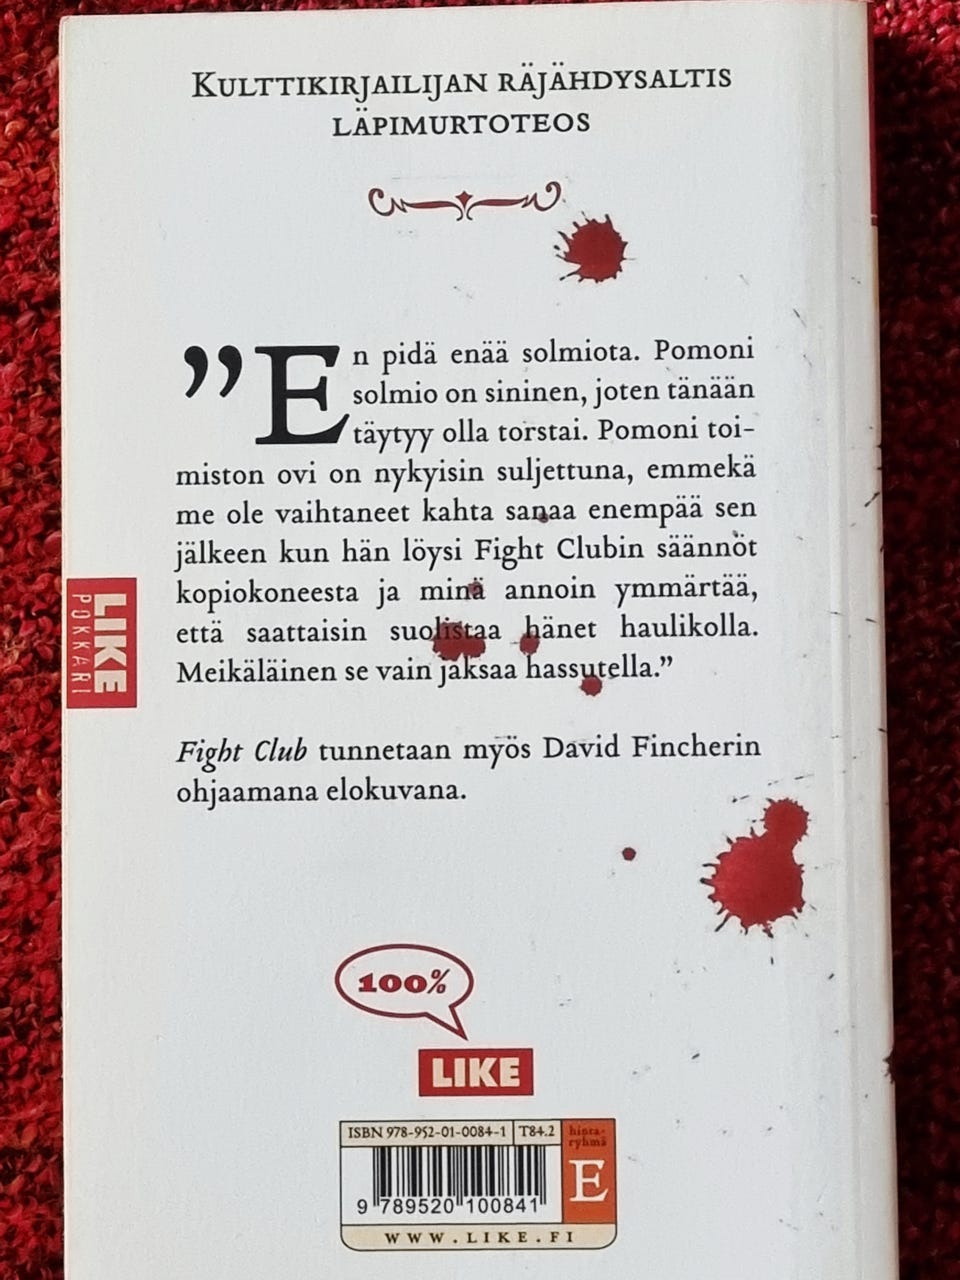 KULTTIKIRJAILIJAN RÄJÄHDYSALTIS
LÄPIMURTOTEOS
”En pidä enää solmiota. Pomoni
solmio on sininen, joten tänään
täytyy olla torstai. Pomoni toi-
miston ovi on nykyisin suljettuna, emmekä
me ole vaihtaneet kahta sanaa enempää sen
jälkeen kun hän löysi Fight Clubin säännöt
kopiokoneesta ja minä annoin ymmärtää,
että saattaisin suolistaa hänet haulikolla.
Meikäläinen se vain jaksaa hassutella.”
LIKE
POKKARI
Fight Club tunnetaan myös David Fincherin
ohjaamana elokuvana.
100%
LIKE
ISBN 978-952-01-0084-1 T84.2
hinta-
ryhmä
E
9 789520 100841
WWW.LIKE.FI